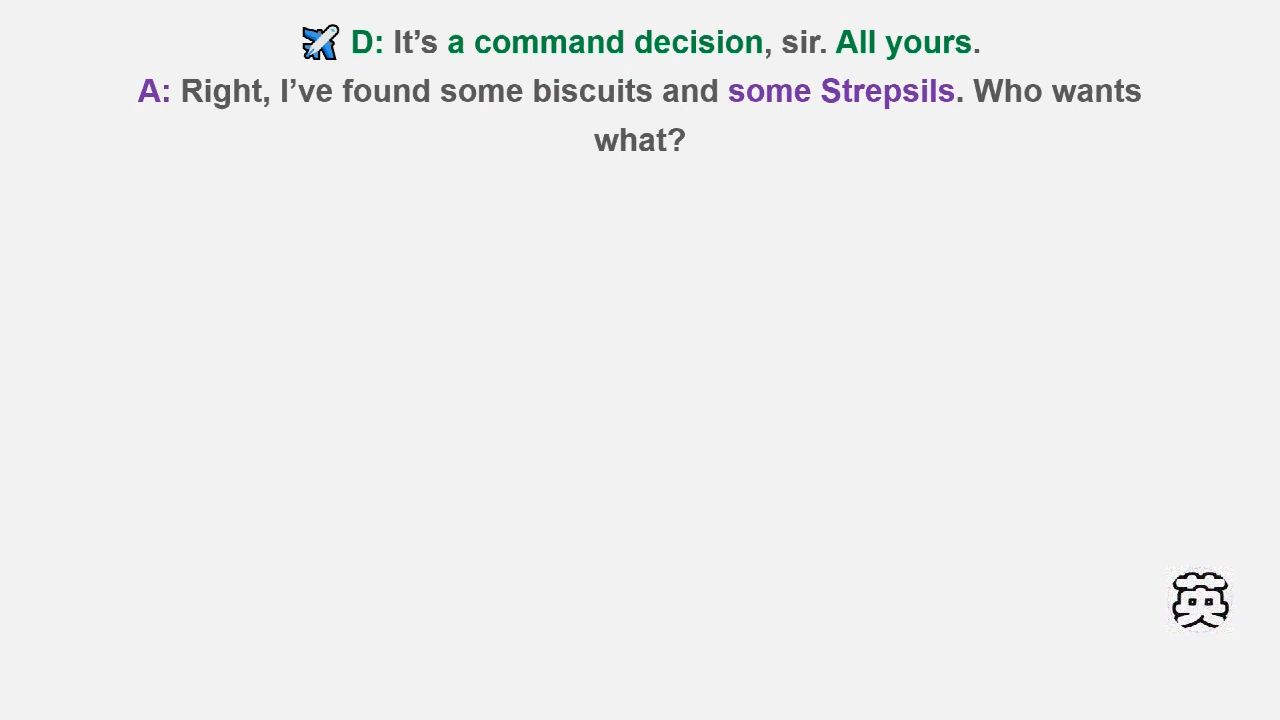 ✈️ D: It’s a command decision, sir. All yours.
A: Right, I’ve found some biscuits and some Strepsils. Who wants
what?
英